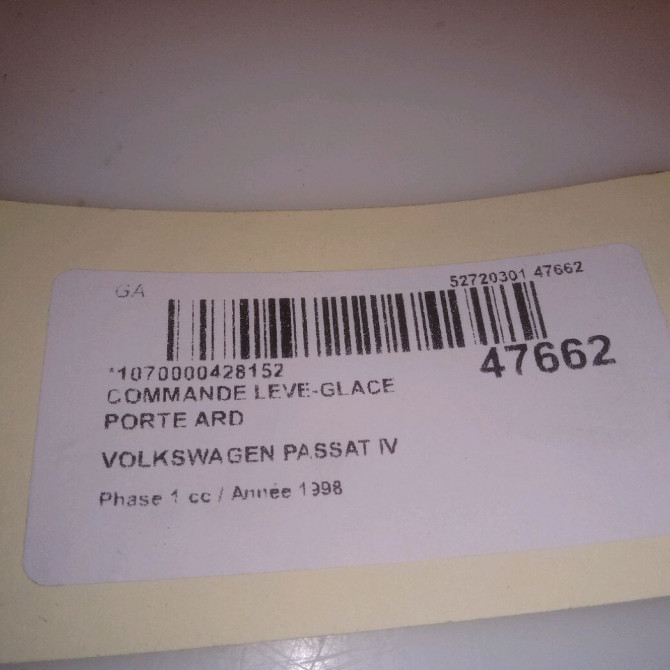 GA
52720301 47662
*1070000428152
47662
COMMANDE LEVE-GLACE
PORTE ARD
VOLKSWAGEN PASSAT IV
Phase 1 cc / Année 1998